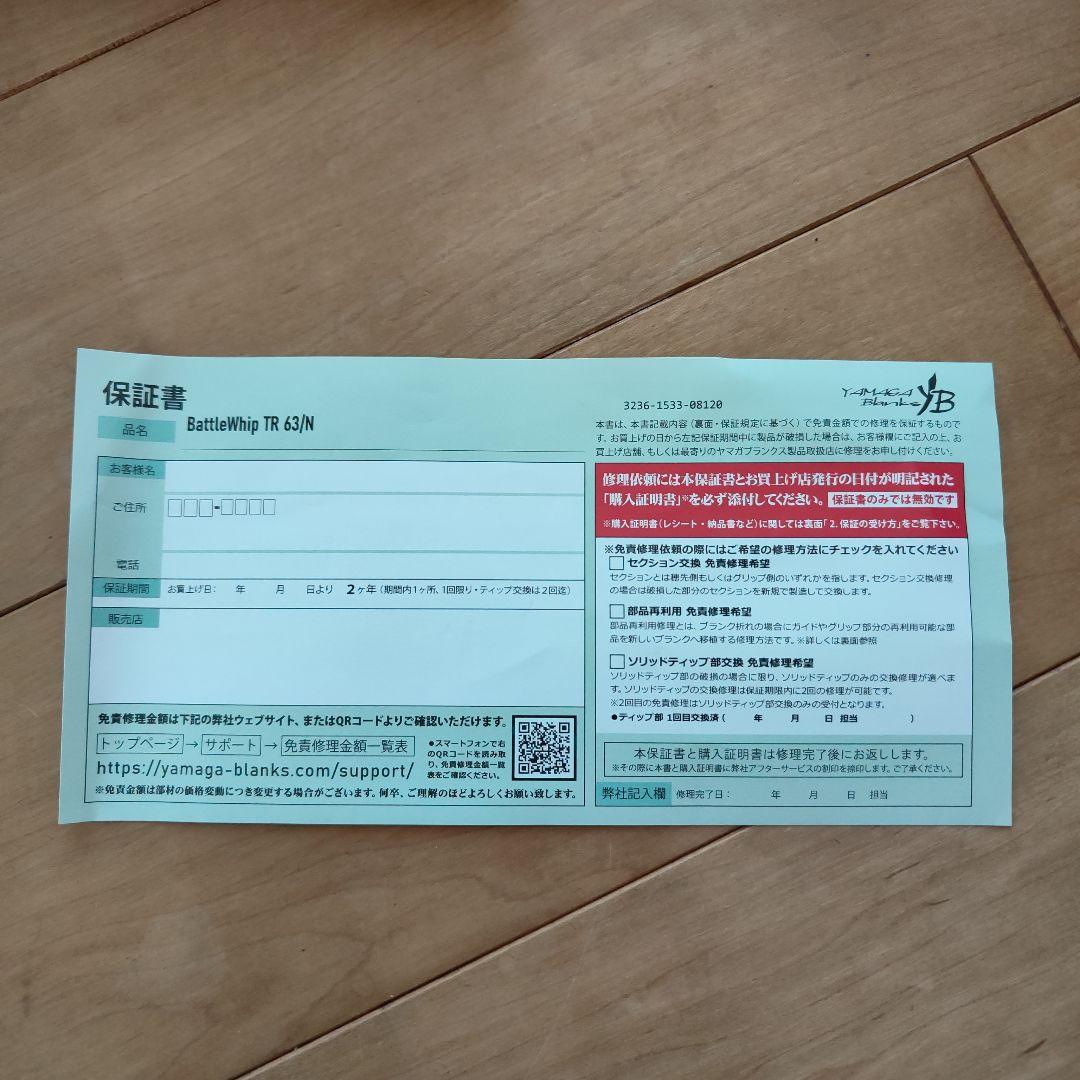 保証書
品名
BattleWhip TR 63/N
お客様名
ご住所
□□□-□□□□
電話
保証期間 お買上げ日: 年 月 日より 2ヶ年(期間内1ヶ所、1回限り・ティップ交換は2回迄)
販売店
免責修理金額は下記の弊社ウェブサイト、またはQRコードよりご確認いただけます。
トップページ→サポート→免責修理金額一覧表
https://yamaga-blanks.com/support/
●スマートフォンで右
のQRコードを読み取
り、免責修理金額一覧
表をご確認ください。
※免責金額は部材の価格変動につき変更する場合がございます。何卒、ご理解のほどよろしくお願い致します。
3236-1533-08120
YAMAGA
Blanks YB
本書は、本書記載内容(裏面・保証規定に基づく)で免責金額での修理を保証するもので
す。お買上げの日から左記保証期間中に製品が破損した場合は、お客様欄にご記入の上、お
買上げ店舗、もしくは最寄りのヤマガブランクス製品取扱店に修理をお申し付けください。
修理依頼には本保証書とお買上げ店発行の日付が明記された
「購入証明書」※を必ず添付してください。 保証書のみでは無効です
※購入証明書(レシート・納品書など)に関しては裏面「2.保証の受け方」をご覧下さい。
※免責修理依頼の際にはご希望の修理方法にチェックを入れてください
□セクション交換 免責修理希望
セクションとは穂先側もしくはグリップ側のいずれかを指します。セクション交換修理
の場合は破損した部分のセクションを新規で製造して交換します。
□部品再利用 免責修理希望
部品再利用修理とは、ブランク折れの場合にガイドやグリップ部分の再利用可能な部
品を新しいブランクへ移植する修理方法です。※詳しくは裏面参照
□ソリッドティップ部交換 免責修理希望
ソリッドティップ部の破損の場合に限り、ソリッドティップのみの交換修理が選べま
す。ソリッドティップの交換修理は保証期限内に2回の修理が可能です。
※2回目の免責修理はソリッドティップ部交換のみの受付となります。
●ティップ部 1回目交換済( 年 月 日 担当 )
本保証書と購入証明書は修理完了後にお返しします。
※その際に本書と購入証明書に弊社アフターサービスの割印を捺印します。ご了承ください。
弊社記入欄 修理完了日: 年 月 日 担当